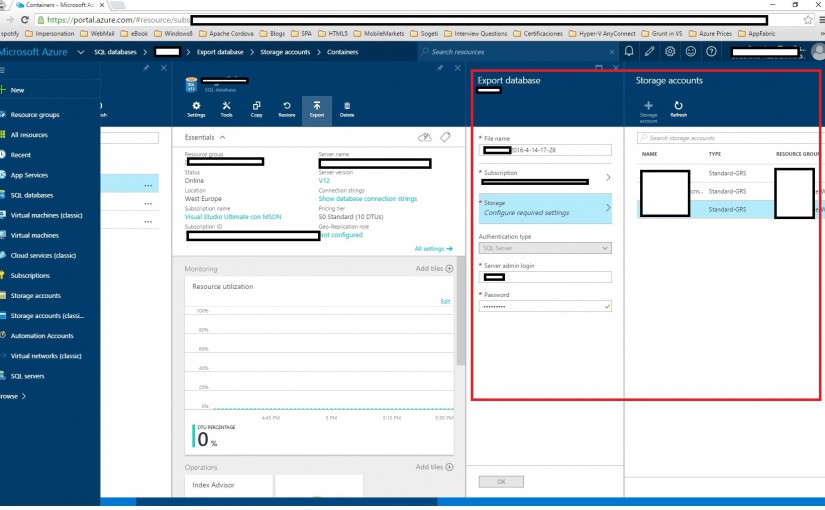 Containers - Microsoft Az
https://portal.azure.com/#resource/subs
spotify Impersonation WebMail eBook Windows8 Apache Cordova Blogs SPA HTML5 MobileMarkets Sogeti Interview Questions Certificaciones Hyper-V AnyConnect Grunt in VS Azure Prices AppFabric
Microsoft Azure SQL databases > > Export database > Storage accounts > Containers Search resources
New
Resource groups
All resources
Recent
App Services
SQL databases
Virtual machines (classic)
Virtual machines
Cloud services (classic)
Subscriptions
Storage accounts
Storage accounts (classi...
Automation Accounts
Virtual networks (classic)
SQL servers
Browse >
SQL database
Settings Tools Copy Restore Export Delete
Essentials
Resource group
Server name
Status
Online
Server version
V12
Location
West Europe
Connection strings
Show database connection strings
Subscription name
Visual Studio Ultimate con MSDN
Pricing tier
S0 Standard (10 DTUs)
Subscription ID
Geo-Replication role
Not configured
All settings →
Monitoring Add tiles
Resource utilization
Edit
100%
80%
60%
40%
20%
0%
4:45 PM 5 PM 5:15 PM 5:30 PM
DTU PERCENTAGE
0 %
Operations Add tiles
Index Advisor
Export database
* File name
2016-4-14-17-28
* Subscription
* Storage
Configure required settings
Authentication type
SQL Server
* Server admin login
* Password
•••••••••
OK
Storage accounts
Storage account
Refresh
Search storage accounts
NAME TYPE RESOURCE GROUP
Standard-GRS
Standard-GRS
Standard-GRS